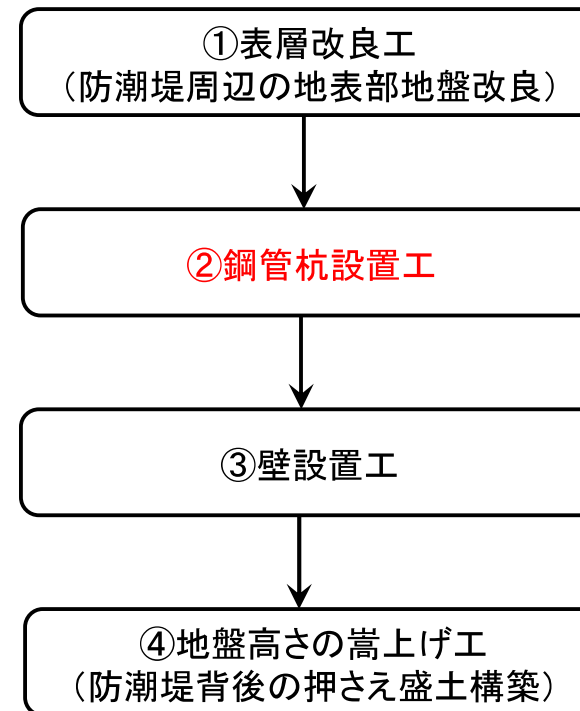 ①表層改良工
（防潮堤周辺の地表部地盤改良）
②鋼管杭設置工
③壁設置工
④地盤高さの嵩上げ工
（防潮堤背後の押さえ盛土構築）